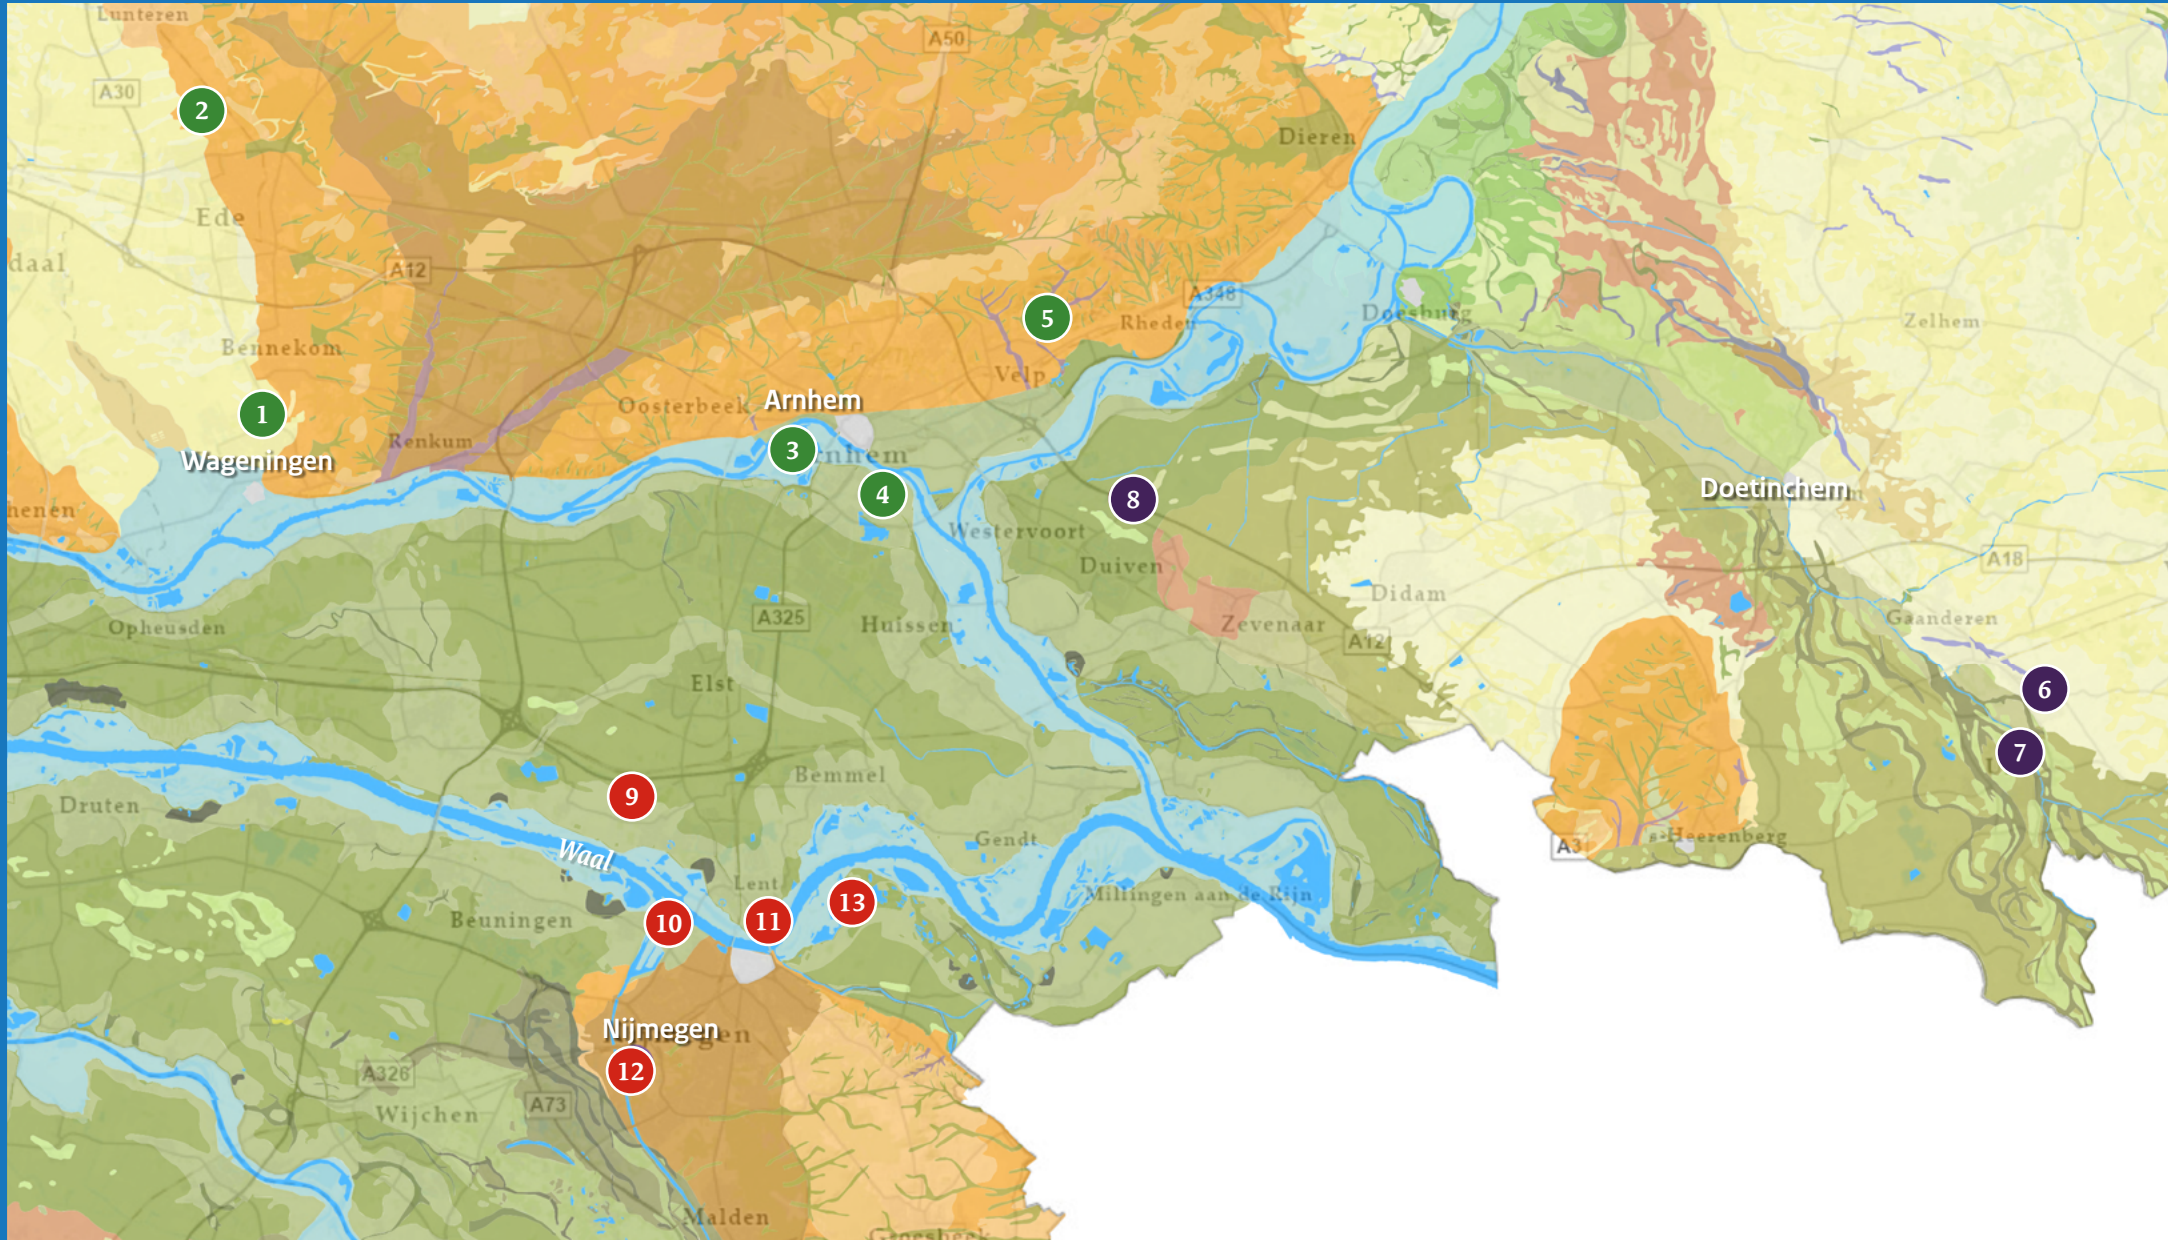 Lunteren
A50
A30
2
Dieren
Ede
daal
A12
A348
5
Rheden
Doesburg
Zelhem
Bennekom
Velp
Arnhem
Oosterbeek
1
Renkum
3
nhem
Wageningen
4
8
Doetinchem
henen
Westervoort
A18
Duiven
Didam
A325
Opheusden
Huissen
Zevenaar
A12
Gaanderen
Elst
6
7
Bemmel
9
Druten
Waal
Gendt
A3
s-Heerenberg
Lent
Millingen aan de Rijn
13
10
11
Beuningen
Nijmegen
gen
12
A326
A73
Wijchen
Malden
Groesbeek